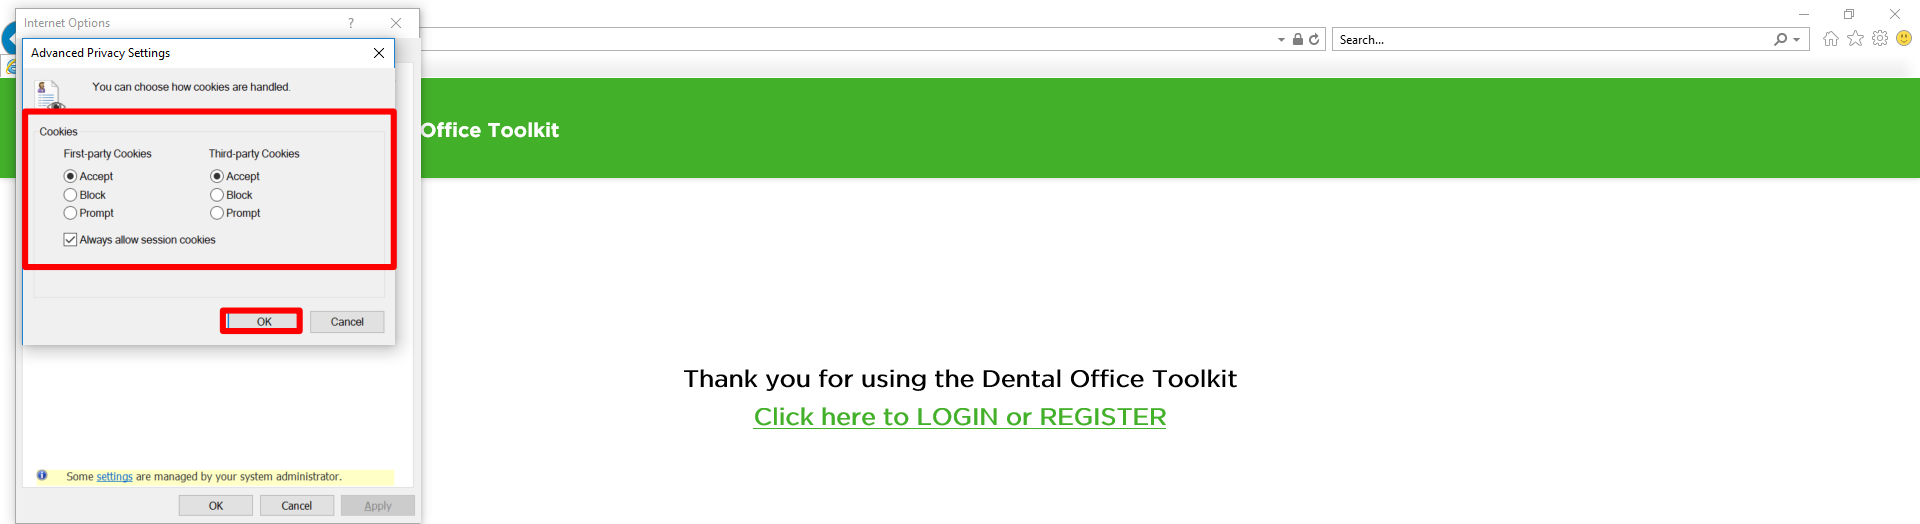 Internet Options
?
Search...
Advanced Privacy Settings
You can choose how cookies are handled.
Office Toolkit
Cookies
First-party Cookies
Third-party Cookies
Accept
Accept
Block
Block
Prompt
Prompt
Always allow session cookies
OK
Cancel
Thank you for using the Dental Office Toolkit
Click here to LOGIN or REGISTER
Some settings are managed by your system administrator.
OK
Cancel
Apply